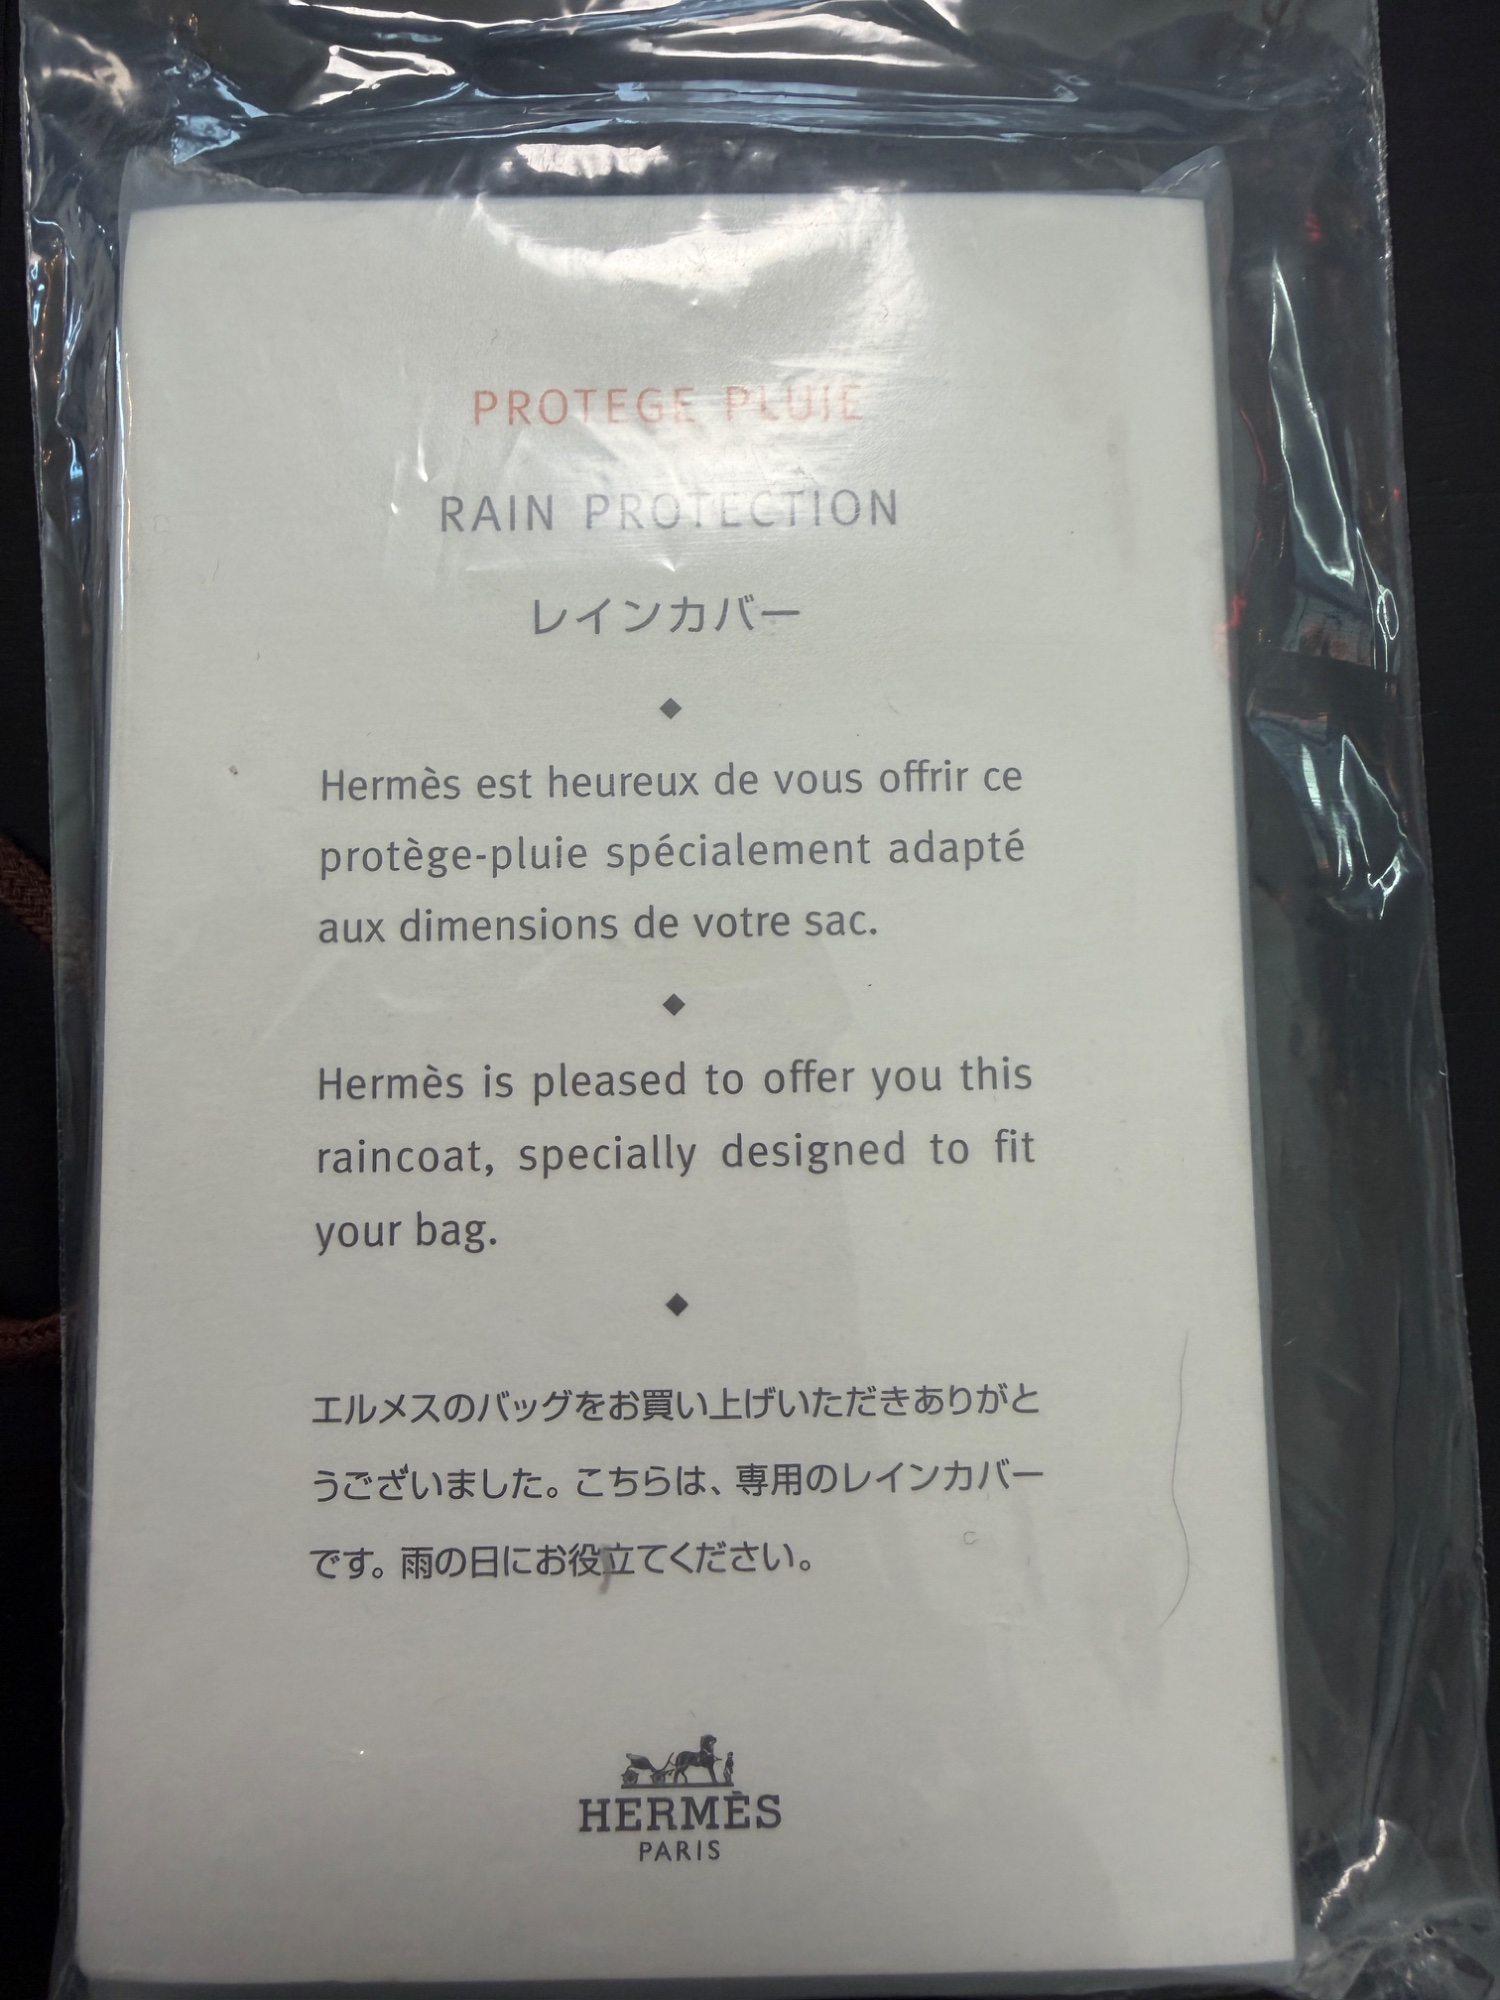 PROTEGE PLUIE
RAIN PROTECTION
レインカバー
Hermès est heureux de vous offrir ce
protège-pluie spécialement adapté
aux dimensions de votre sac.
Hermès is pleased to offer you this
raincoat, specially designed to fit
your bag.
エルメスのバッグをお買い上げいただきありがと
うございました。こちらは、専用のレインカバー
です。雨の日にお役立てください。
HERMÈS
PARIS